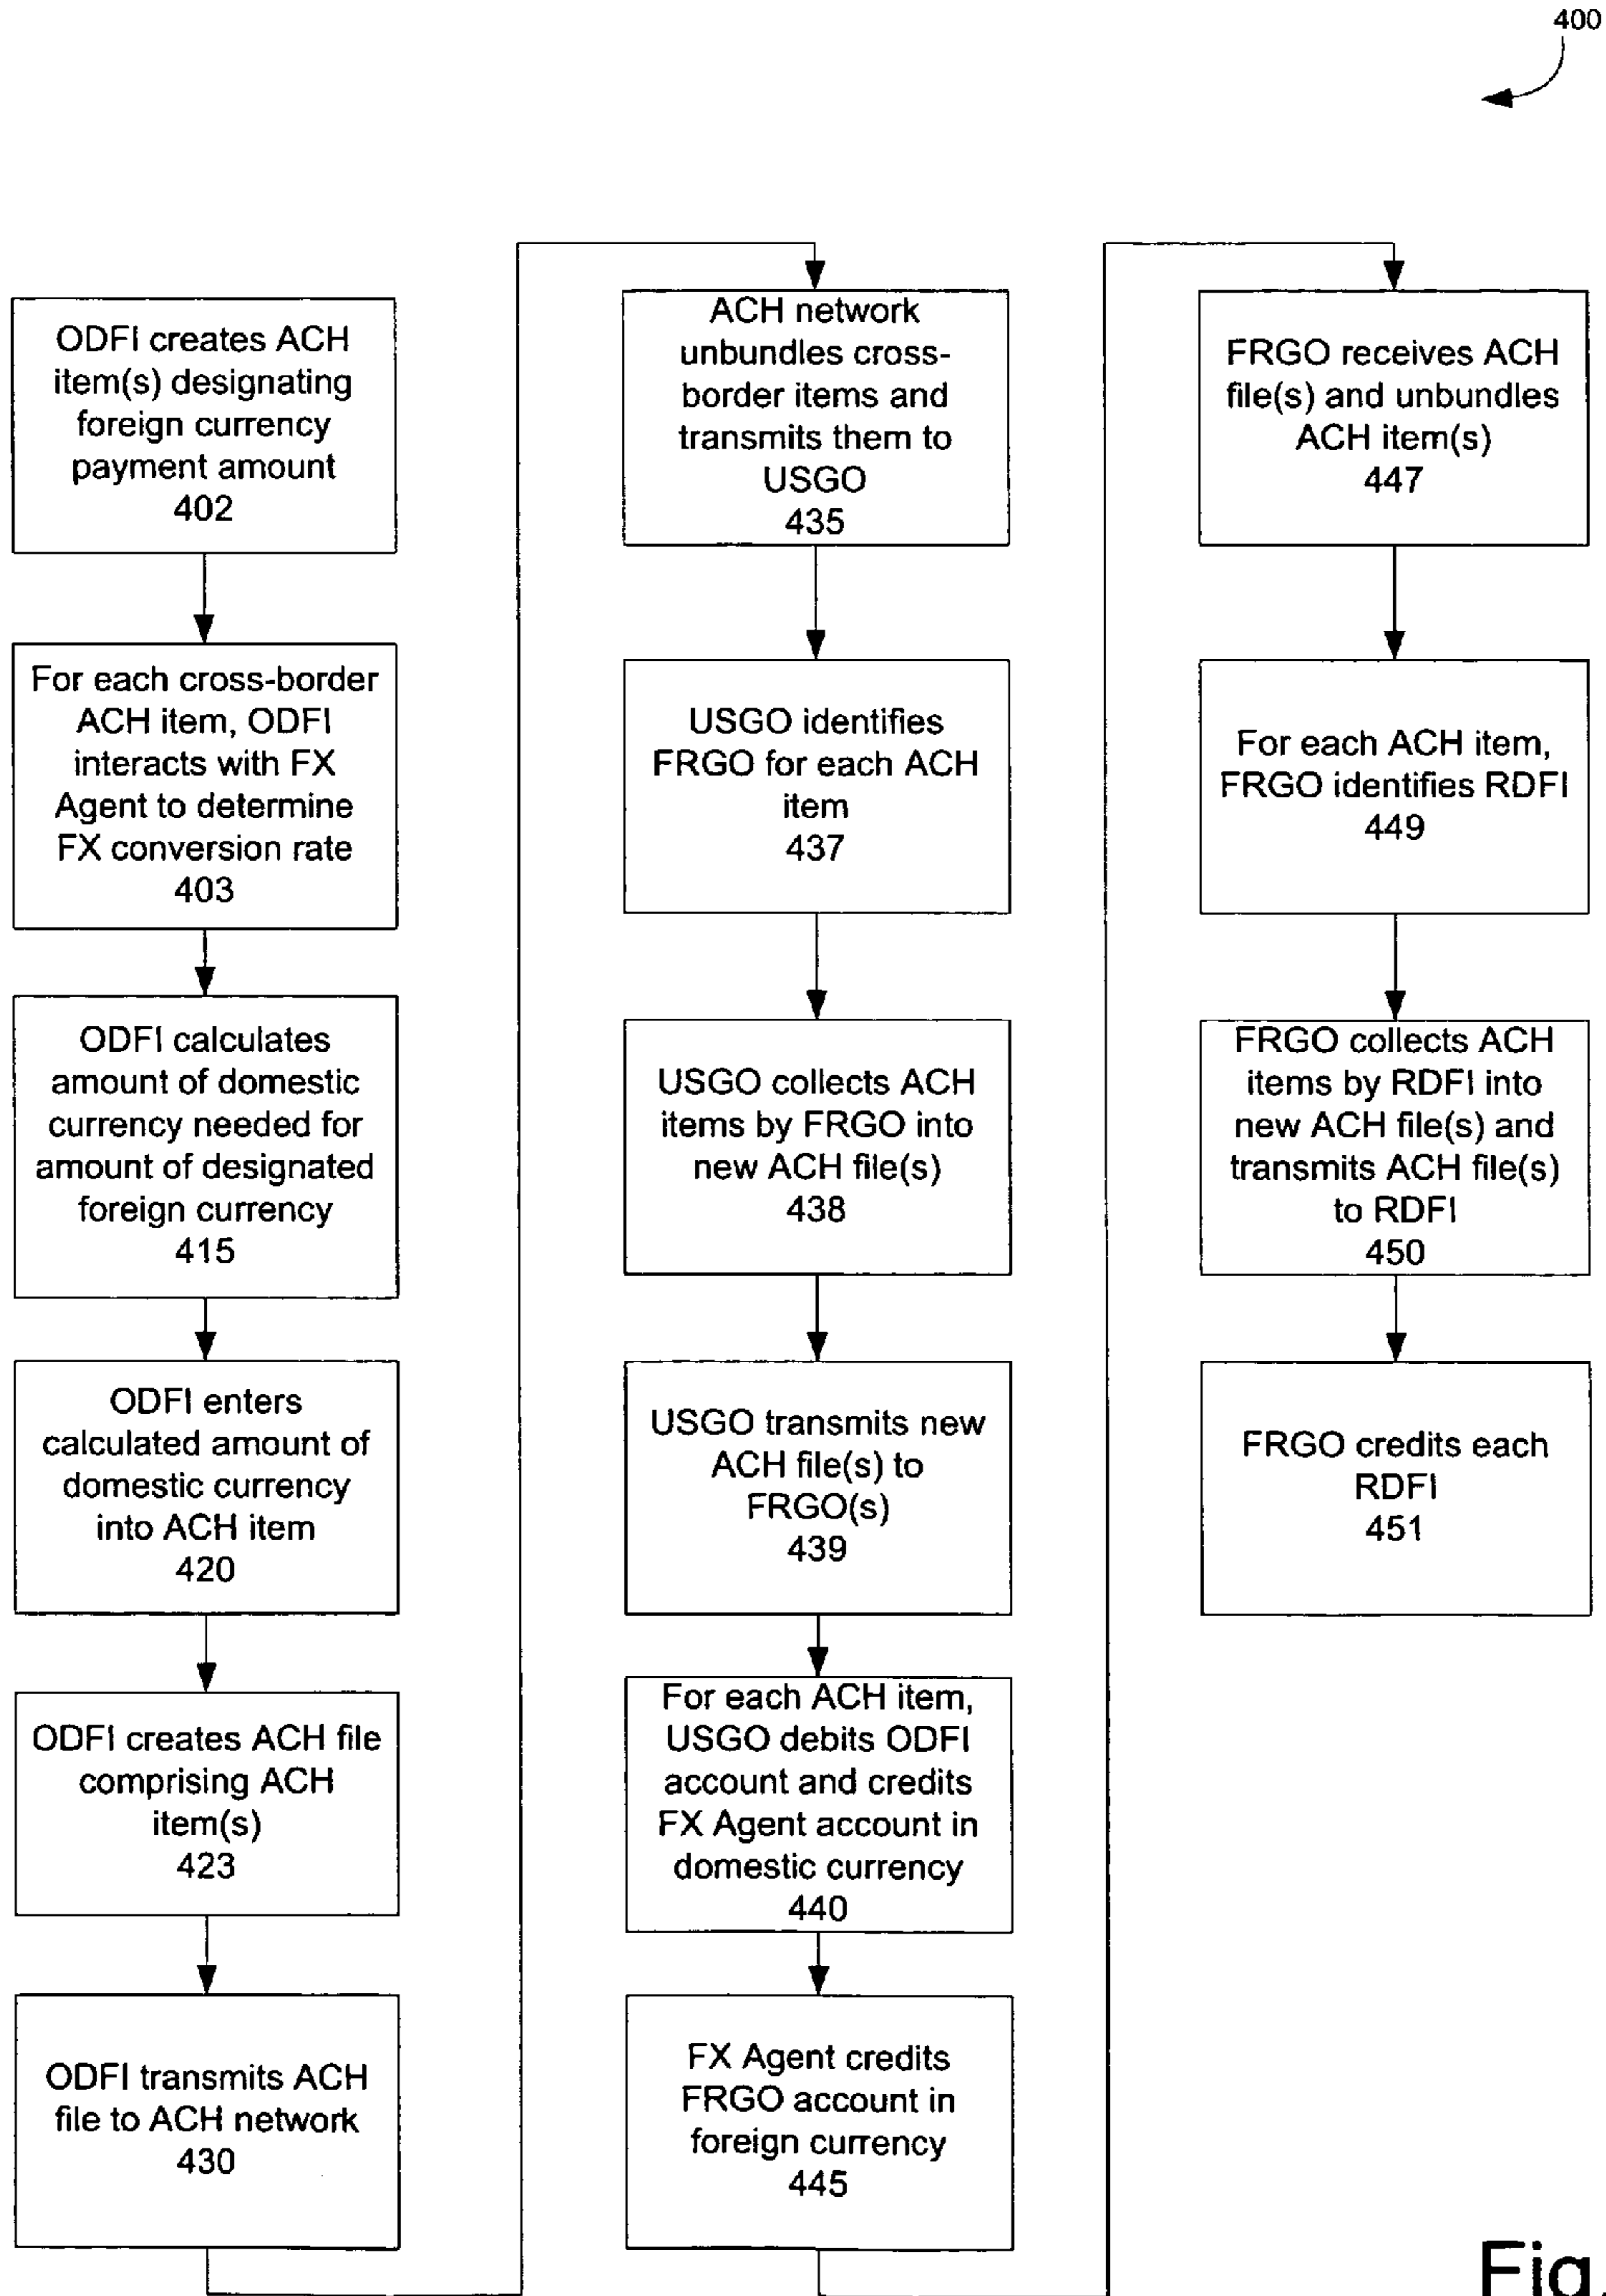 400
ODFI creates ACH
item(s) designating
foreign currency
payment amount
402
For each cross-border
ACH item, ODFI
interacts with FX
Agent to determine
FX conversion rate
403
ODFI calculates
amount of domestic
currency needed for
amount of designated
foreign currency
415
ODFI enters
calculated amount of
domestic currency
into ACH item
420
ODFI creates ACH file
comprising ACH
item(s)
423
ODFI transmits ACH
file to ACH network
430
ACH network
unbundles cross-
border items and
transmits them to
USGO
435
USGO identifies
FRGO for each ACH
item
437
USGO collects ACH
items by FRGO into
new ACH file(s)
438
USGO transmits new
ACH file(s) to
FRGO(s)
439
For each ACH item,
USGO debits ODFI
account and credits
FX Agent account in
domestic currency
440
FX Agent credits
FRGO account in
foreign currency
445
FRGO receives ACH
file(s) and unbundles
ACH item(s)
447
For each ACH item,
FRGO identifies RDFI
449
FRGO collects ACH
items by RDFI into
new ACH file(s) and
transmits ACH file(s)
to RDFI
450
FRGO credits each
RDFI
451
Fig.